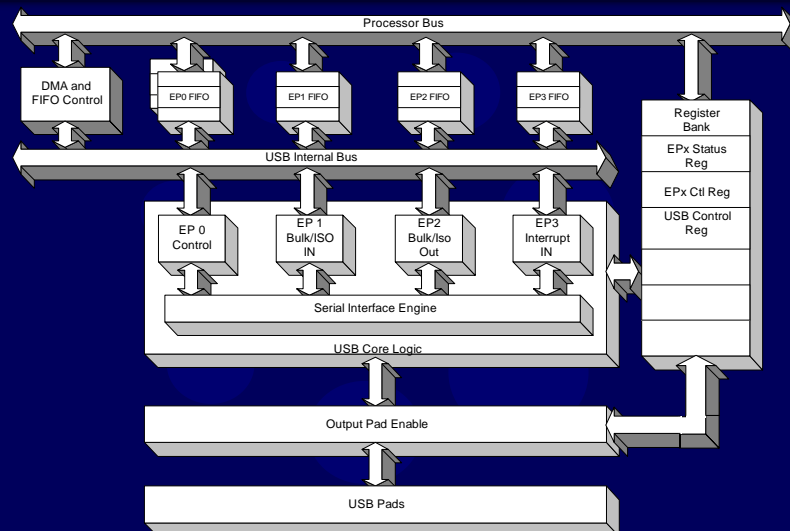 Processor Bus
DMA and
FIFO Control
EP0 FIFO
EP1 FIFO
EP2 FIFO
EP3 FIFO
Register
Bank
EPx Status
Reg
EPx Ctl Reg
USB Control
Reg
USB Internal Bus
EP 0
Control
EP 1
Bulk/ISO
IN
EP2
Bulk/Iso
Out
EP3
Interrupt
IN
Serial Interface Engine
USB Core Logic
Output Pad Enable
USB Pads